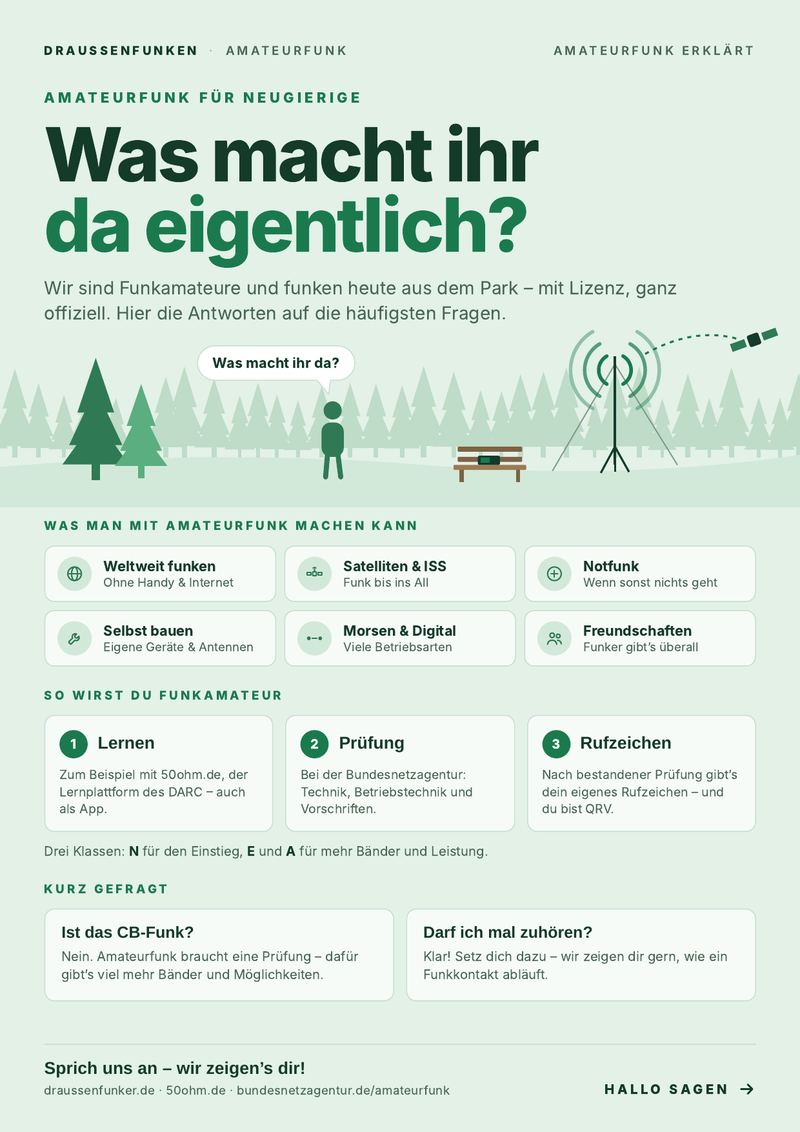 DRAUSSENFUNKEN · AMATEURFUNK
AMATEURFUNK ERKLÄRT
AMATEURFUNK FÜR NEUGIERIGE
Was macht ihr
da eigentlich?
Wir sind Funkamateure und funken heute aus dem Park – mit Lizenz, ganz
offiziell. Hier die Antworten auf die häufigsten Fragen.
Was macht ihr da?
WAS MAN MIT AMATEURFUNK MACHEN KANN
Weltweit funken
Ohne Handy & Internet
Satelliten & ISS
Funk bis ins All
Notfunk
Wenn sonst nichts geht
Selbst bauen
Eigene Geräte & Antennen
Morsen & Digital
Viele Betriebsarten
Freundschaften
Funker gibt’s überall
SO WIRST DU FUNKAMATEUR
1 Lernen
Zum Beispiel mit 50ohm.de, der
Lernplattform des DARC – auch
als App.
2 Prüfung
Bei der Bundesnetzagentur:
Technik, Betriebstechnik und
Vorschriften.
3 Rufzeichen
Nach bestandener Prüfung gibt’s
dein eigenes Rufzeichen – und
du bist QRV.
Drei Klassen: N für den Einstieg, E und A für mehr Bänder und Leistung.
KURZ GEFRAGT
Ist das CB-Funk?
Nein. Amateurfunk braucht eine Prüfung – dafür
gibt’s viel mehr Bänder und Möglichkeiten.
Darf ich mal zuhören?
Klar! Setz dich dazu – wir zeigen dir gern, wie ein
Funkkontakt abläuft.
Sprich uns an – wir zeigen’s dir!
draussenfunker.de · 50ohm.de · bundesnetzagentur.de/amateurfunk
HALLO SAGEN →